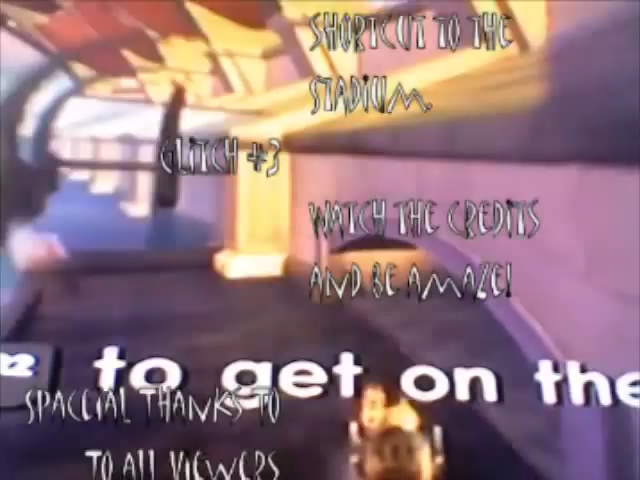 SHORTCUT TO THE
STADIUM.
GLITCH #3
WATCH THE CREDITS
AND BE AMAZE!
to get on the
SPACCIAL THANKS TO
TO ALL VIEWERS